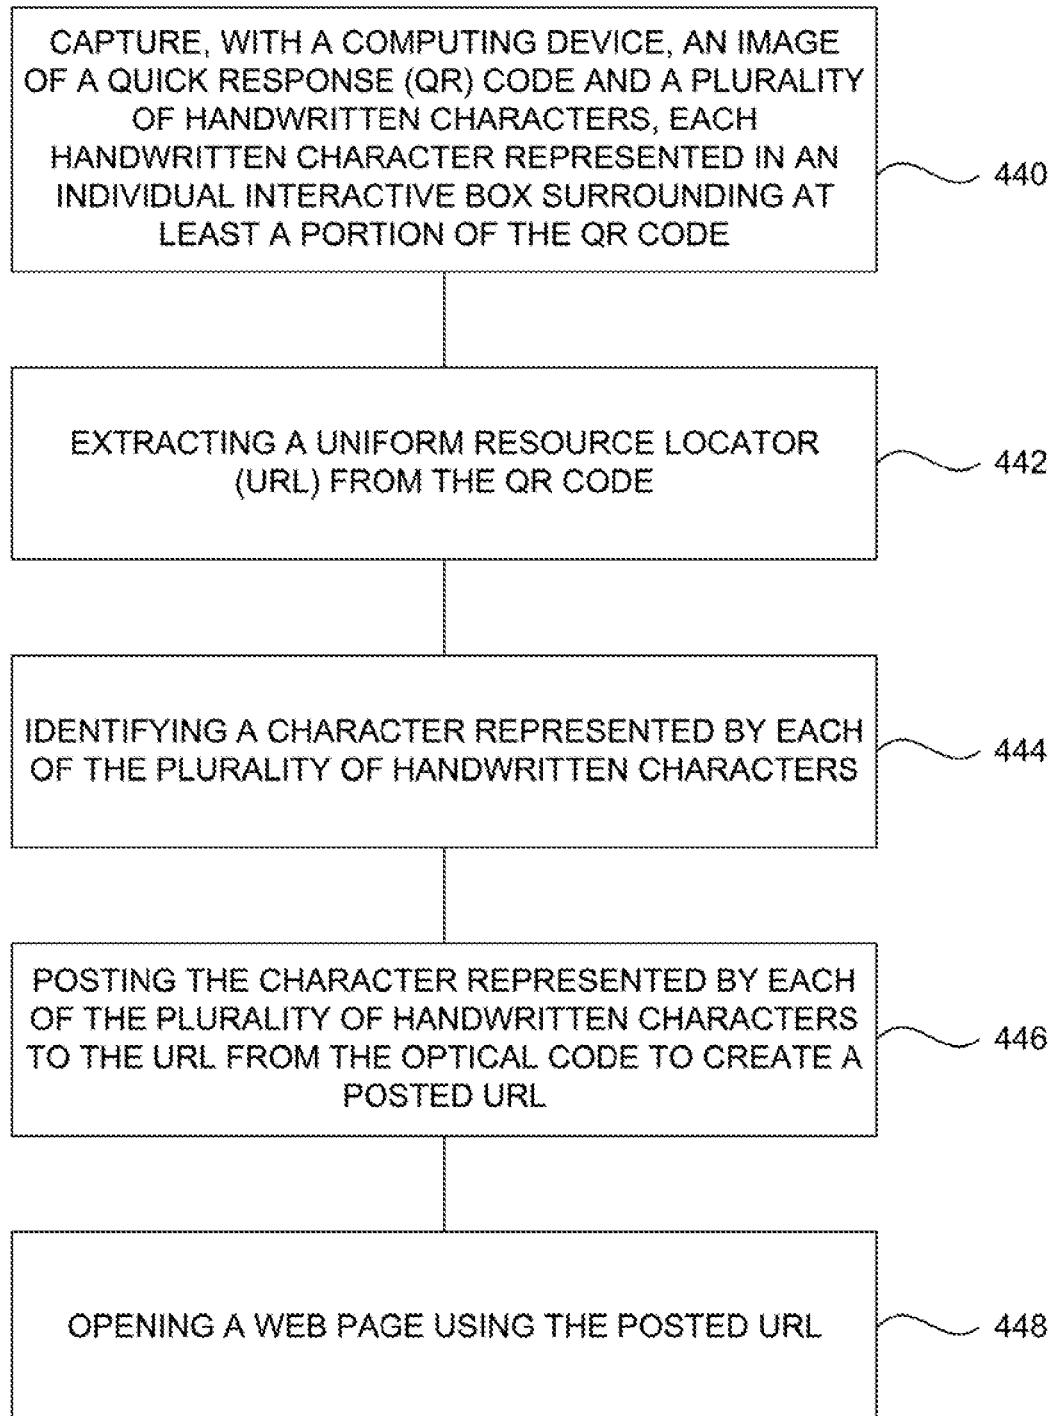 CAPTURE, WITH A COMPUTING DEVICE, AN IMAGE
OF A QUICK RESPONSE (QR) CODE AND A PLURALITY
OF HANDWRITTEN CHARACTERS, EACH
HANDWRITTEN CHARACTER REPRESENTED IN AN
INDIVIDUAL INTERACTIVE BOX SURROUNDING AT
LEAST A PORTION OF THE QR CODE
440
EXTRACTING A UNIFORM RESOURCE LOCATOR
(URL) FROM THE QR CODE
442
IDENTIFYING A CHARACTER REPRESENTED BY EACH
OF THE PLURALITY OF HANDWRITTEN CHARACTERS
444
POSTING THE CHARACTER REPRESENTED BY EACH
OF THE PLURALITY OF HANDWRITTEN CHARACTERS
TO THE URL FROM THE OPTICAL CODE TO CREATE A
POSTED URL
446
OPENING A WEB PAGE USING THE POSTED URL
448